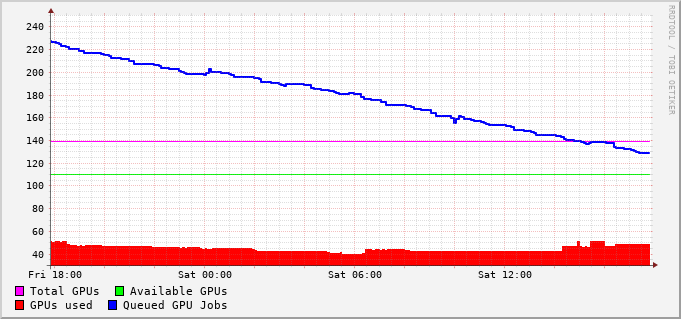 RRDTOOL / TOBI OETIKER
240
220
200
180
160
140
120
100
80
60
40
Fri 18:00 Sat 00:00 Sat 06:00 Sat 12:00
Total GPUs Available GPUs
GPUs used Queued GPU Jobs